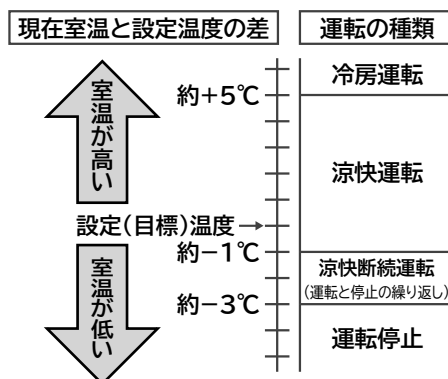 現在室温と設定温度の差
運転の種類
室温が高い
冷房運転
約+5℃
涼快運転
設定(目標)温度→
約−1℃
室温が低い
涼快断続運転
(運転と停止の繰り返し)
約−3℃
運転停止